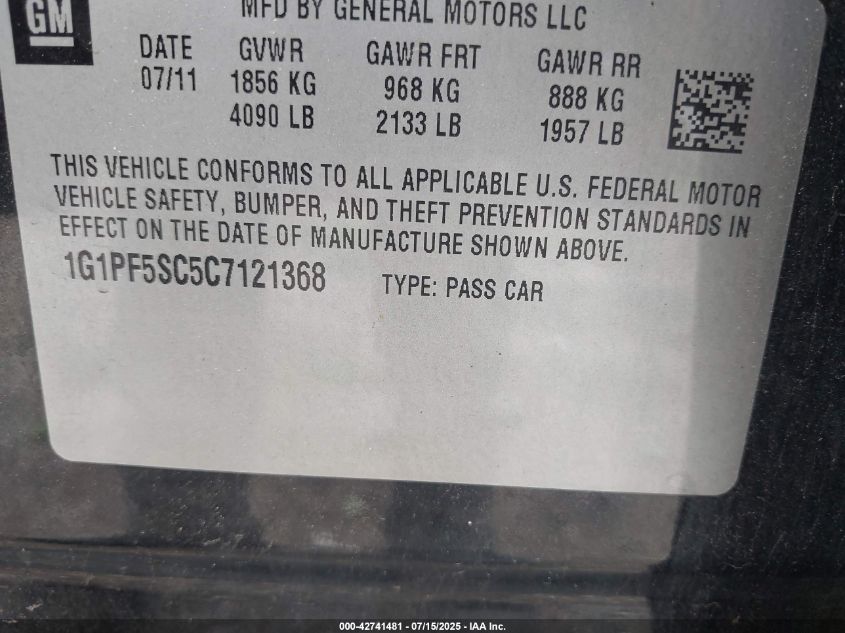 GM
MFD BY GENERAL MOTORS LLC
DATE GVWR GAWR FRT GAWR RR
07/11 1856 KG 968 KG 888 KG
4090 LB 2133 LB 1957 LB
THIS VEHICLE CONFORMS TO ALL APPLICABLE U.S. FEDERAL MOTOR
VEHICLE SAFETY, BUMPER, AND THEFT PREVENTION STANDARDS IN
EFFECT ON THE DATE OF MANUFACTURE SHOWN ABOVE.
1G1PF5SC5C7121368 TYPE: PASS CAR
000-42741481 - 07/15/2025 - IAA Inc.